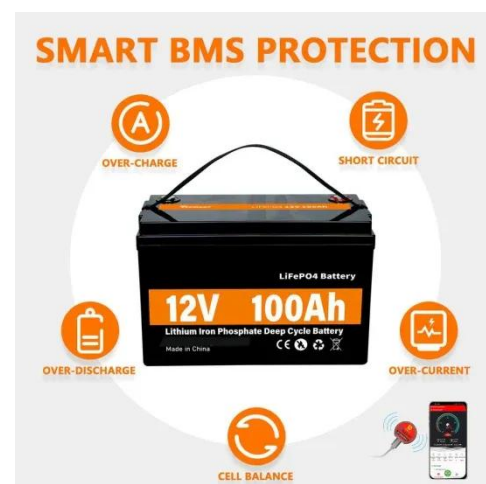 SMART BMS PROTECTION
A
OVER-CHARGE
SHORT CIRCUIT
LiFePO4 Battery
12V 100Ah
Lithium Iron Phosphate Deep Cycle Battery
Made in China
CE
OVER-DISCHARGE
OVER-CURRENT
CELL BALANCE